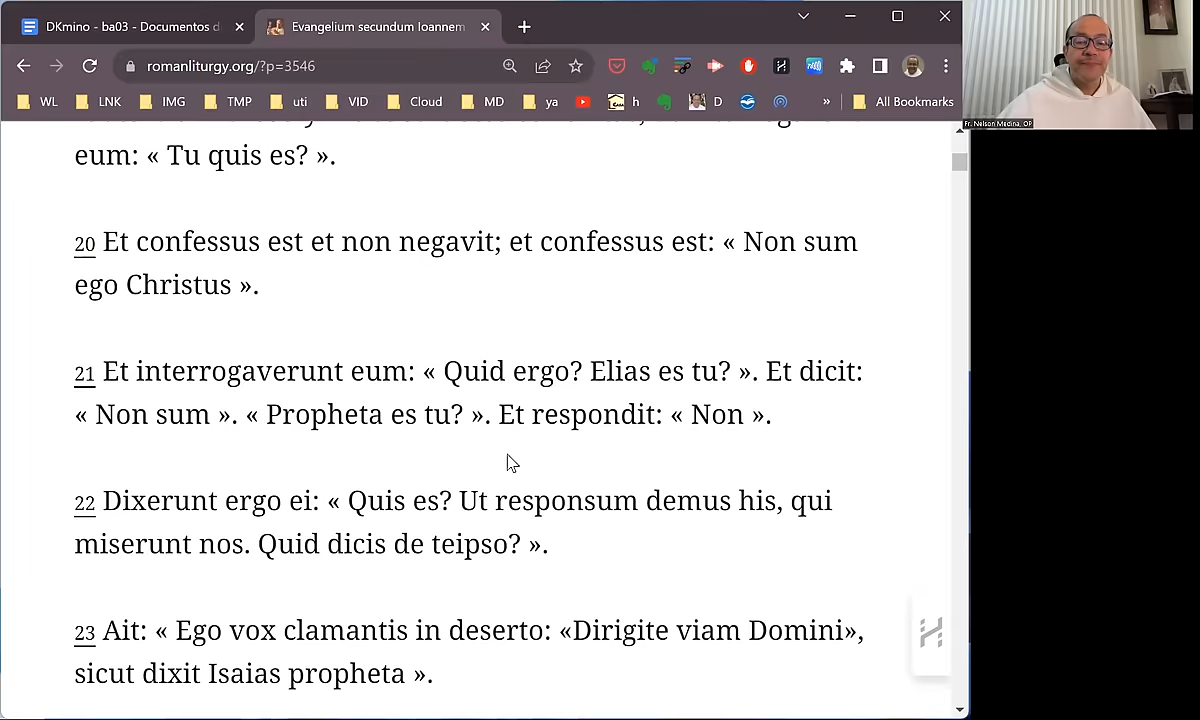 DKmino - ba03 - Documentos d
Evangelium secundum Ioannem
romanliturgy.org/?p=3546
WL LNK IMG TMP uti VID Cloud MD ya h D » All Bookmarks
Fr. Nelson Medina, OP
eum: « Tu quis es? ».
20 Et confessus est et non negavit; et confessus est: « Non sum
ego Christus ».
21 Et interrogaverunt eum: « Quid ergo? Elias es tu? ». Et dicit:
« Non sum ». « Propheta es tu? ». Et respondit: « Non ».
22 Dixerunt ergo ei: « Quis es? Ut responsum demus his, qui
miserunt nos. Quid dicis de teipso? ».
23 Ait: « Ego vox clamantis in deserto: «Dirigite viam Domini»,
sicut dixit Isaias propheta ».